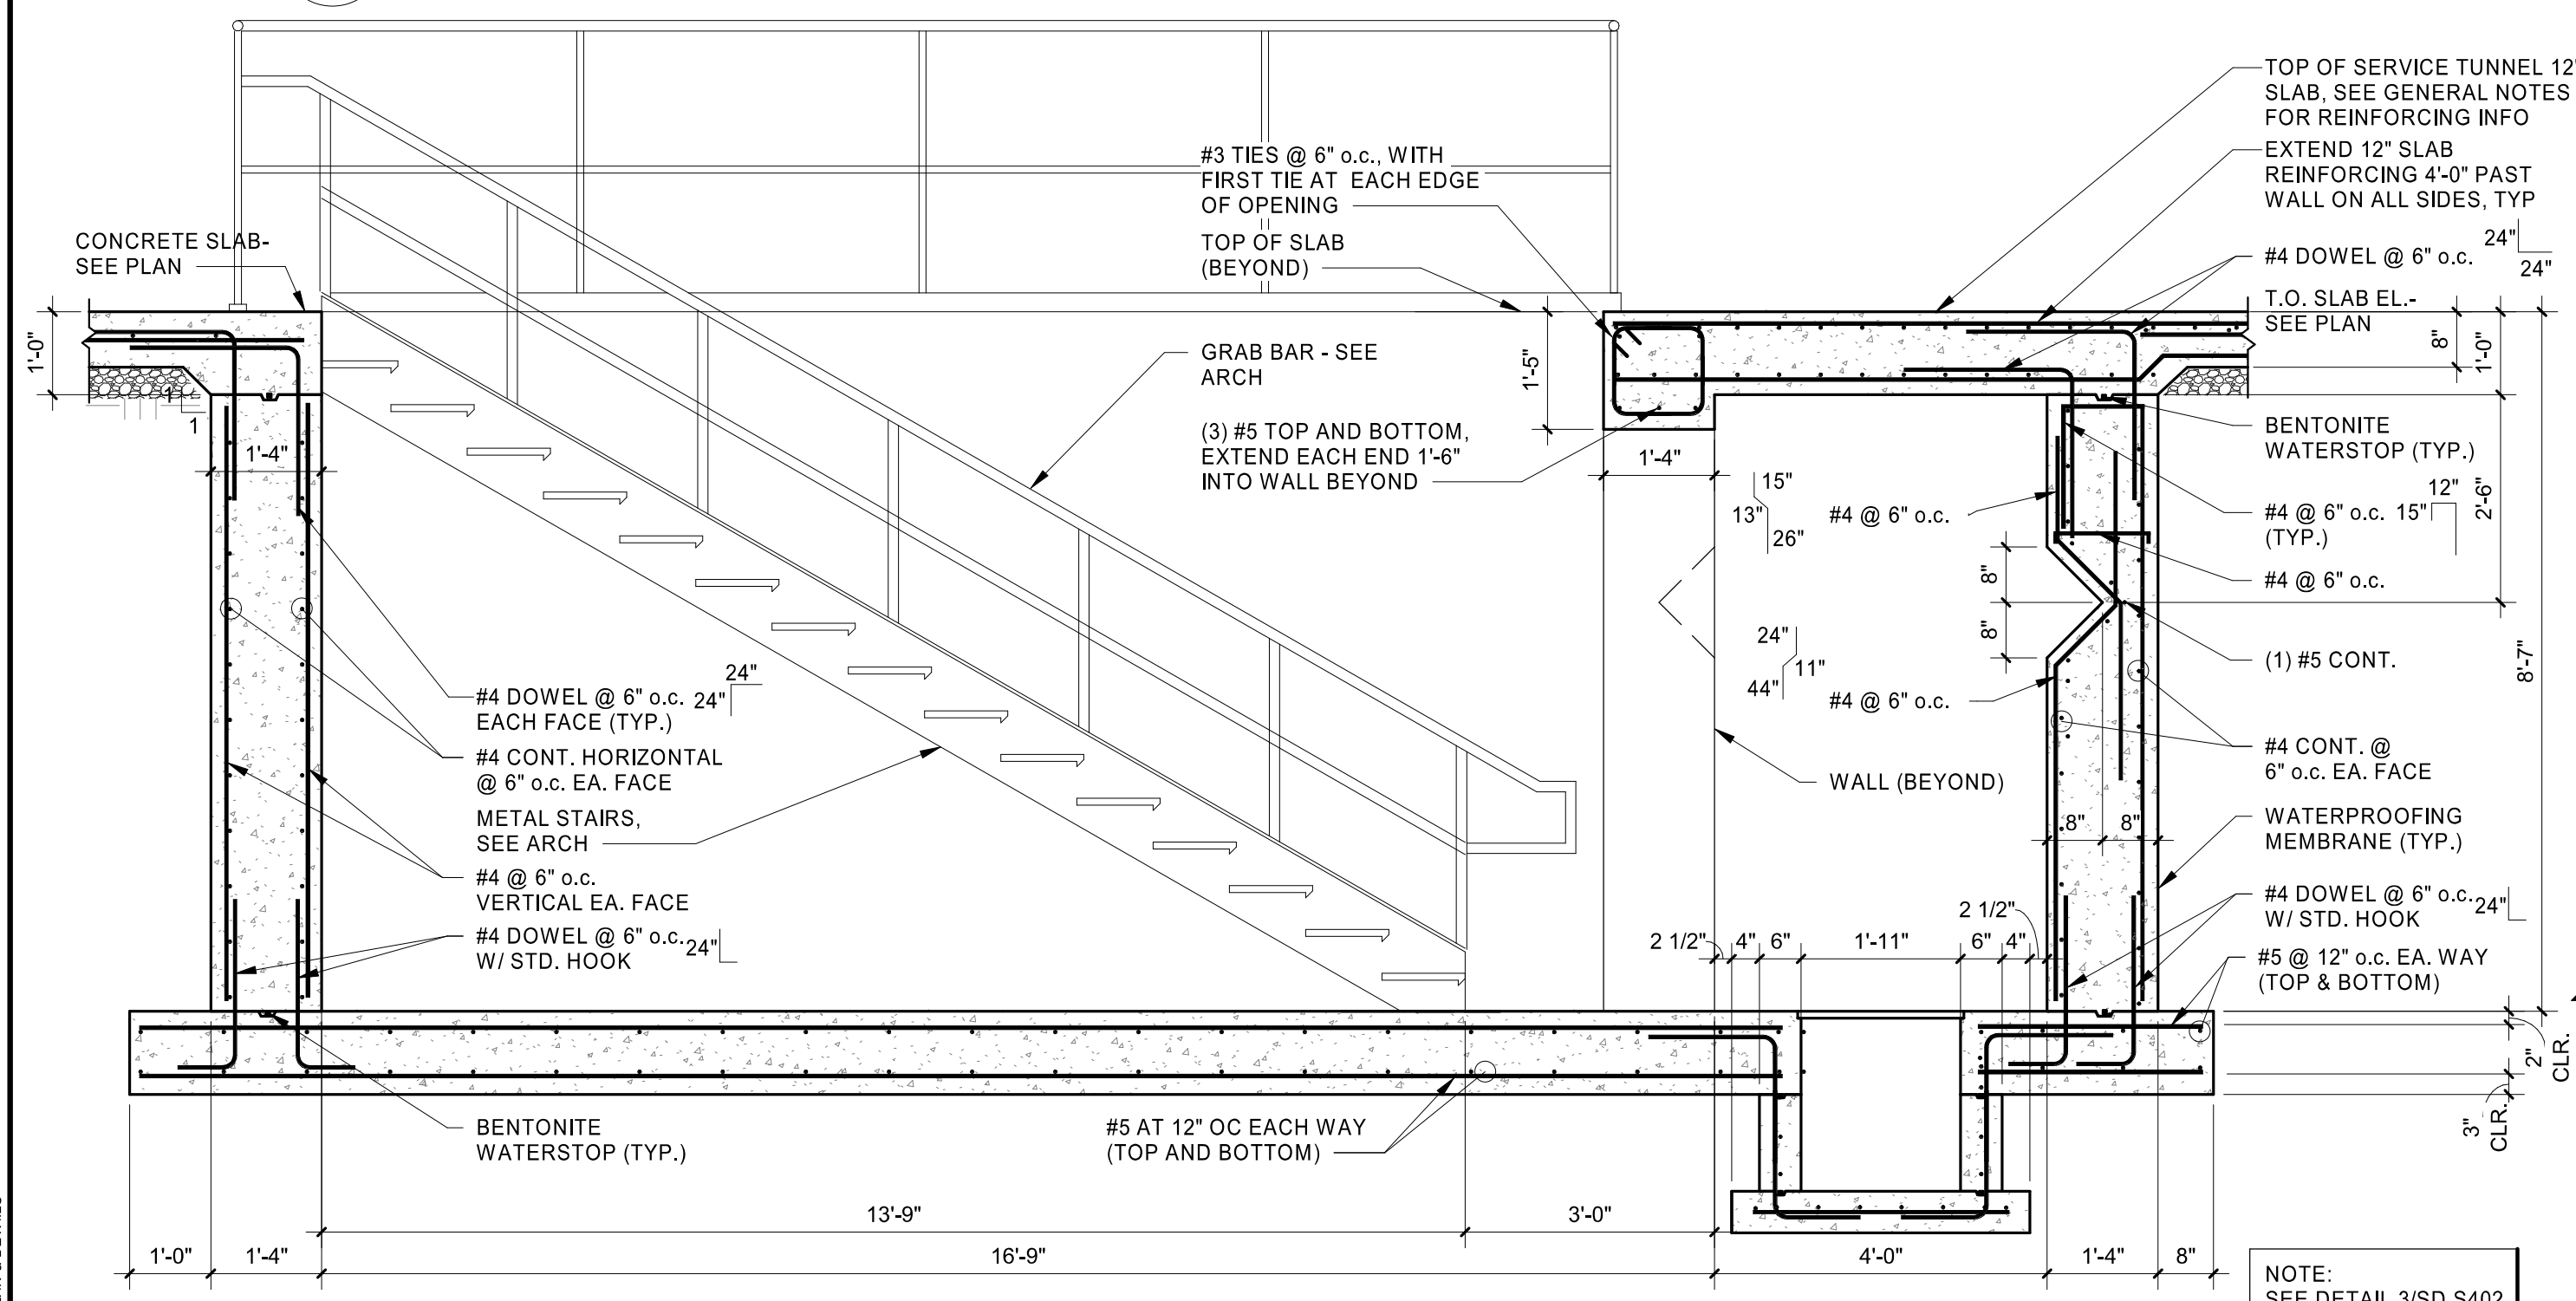 TOP OF SERVICE TUNNEL 12"
SLAB, SEE GENERAL NOTES
FOR REINFORCING INFO
EXTEND 12" SLAB
REINFORCING 4'-0" PAST
WALL ON ALL SIDES, TYP
24"
24"
#4 DOWEL @ 6" o.c.
T.O. SLAB EL.-
SEE PLAN
#3 TIES @ 6" o.c., WITH
FIRST TIE AT EACH EDGE
OF OPENING
TOP OF SLAB
(BEYOND)
CONCRETE SLAB-
SEE PLAN
1'-0"
1
1
1'-4"
GRAB BAR - SEE
ARCH
1'-5"
(3) #5 TOP AND BOTTOM,
EXTEND EACH END 1'-6"
INTO WALL BEYOND
1'-4"
8"
1'-0"
BENTONITE
WATERSTOP (TYP.)
15"
13"
26"
#4 @ 6" o.c.
12"
#4 @ 6" o.c. 15"
(TYP.)
2'-6"
#4 @ 6" o.c.
8"
8"
24"
11"
44"
#4 @ 6" o.c.
(1) #5 CONT.
8'-7"
#4 DOWEL @ 6" o.c. 24"
24"
EACH FACE (TYP.)
#4 CONT. HORIZONTAL
@ 6" o.c. EA. FACE
METAL STAIRS,
SEE ARCH
#4 @ 6" o.c.
VERTICAL EA. FACE
#4 DOWEL @ 6" o.c. 24"
W/ STD. HOOK
WALL (BEYOND)
#4 CONT. @
6" o.c. EA. FACE
8"
8"
WATERPROOFING
MEMBRANE (TYP.)
#4 DOWEL @ 6" o.c. 24"
W/ STD. HOOK
#5 @ 12" o.c. EA. WAY
(TOP & BOTTOM)
2 1/2"
4"
6"
1'-11"
6"
4"
2 1/2"
2"
CLR.
3"
CLR.
BENTONITE
WATERSTOP (TYP.)
#5 AT 12" OC EACH WAY
(TOP AND BOTTOM)
13'-9"
3'-0"
1'-0"
1'-4"
16'-9"
4'-0"
1'-4"
8"
NOTE:
SEE DETAIL 3/SD S402